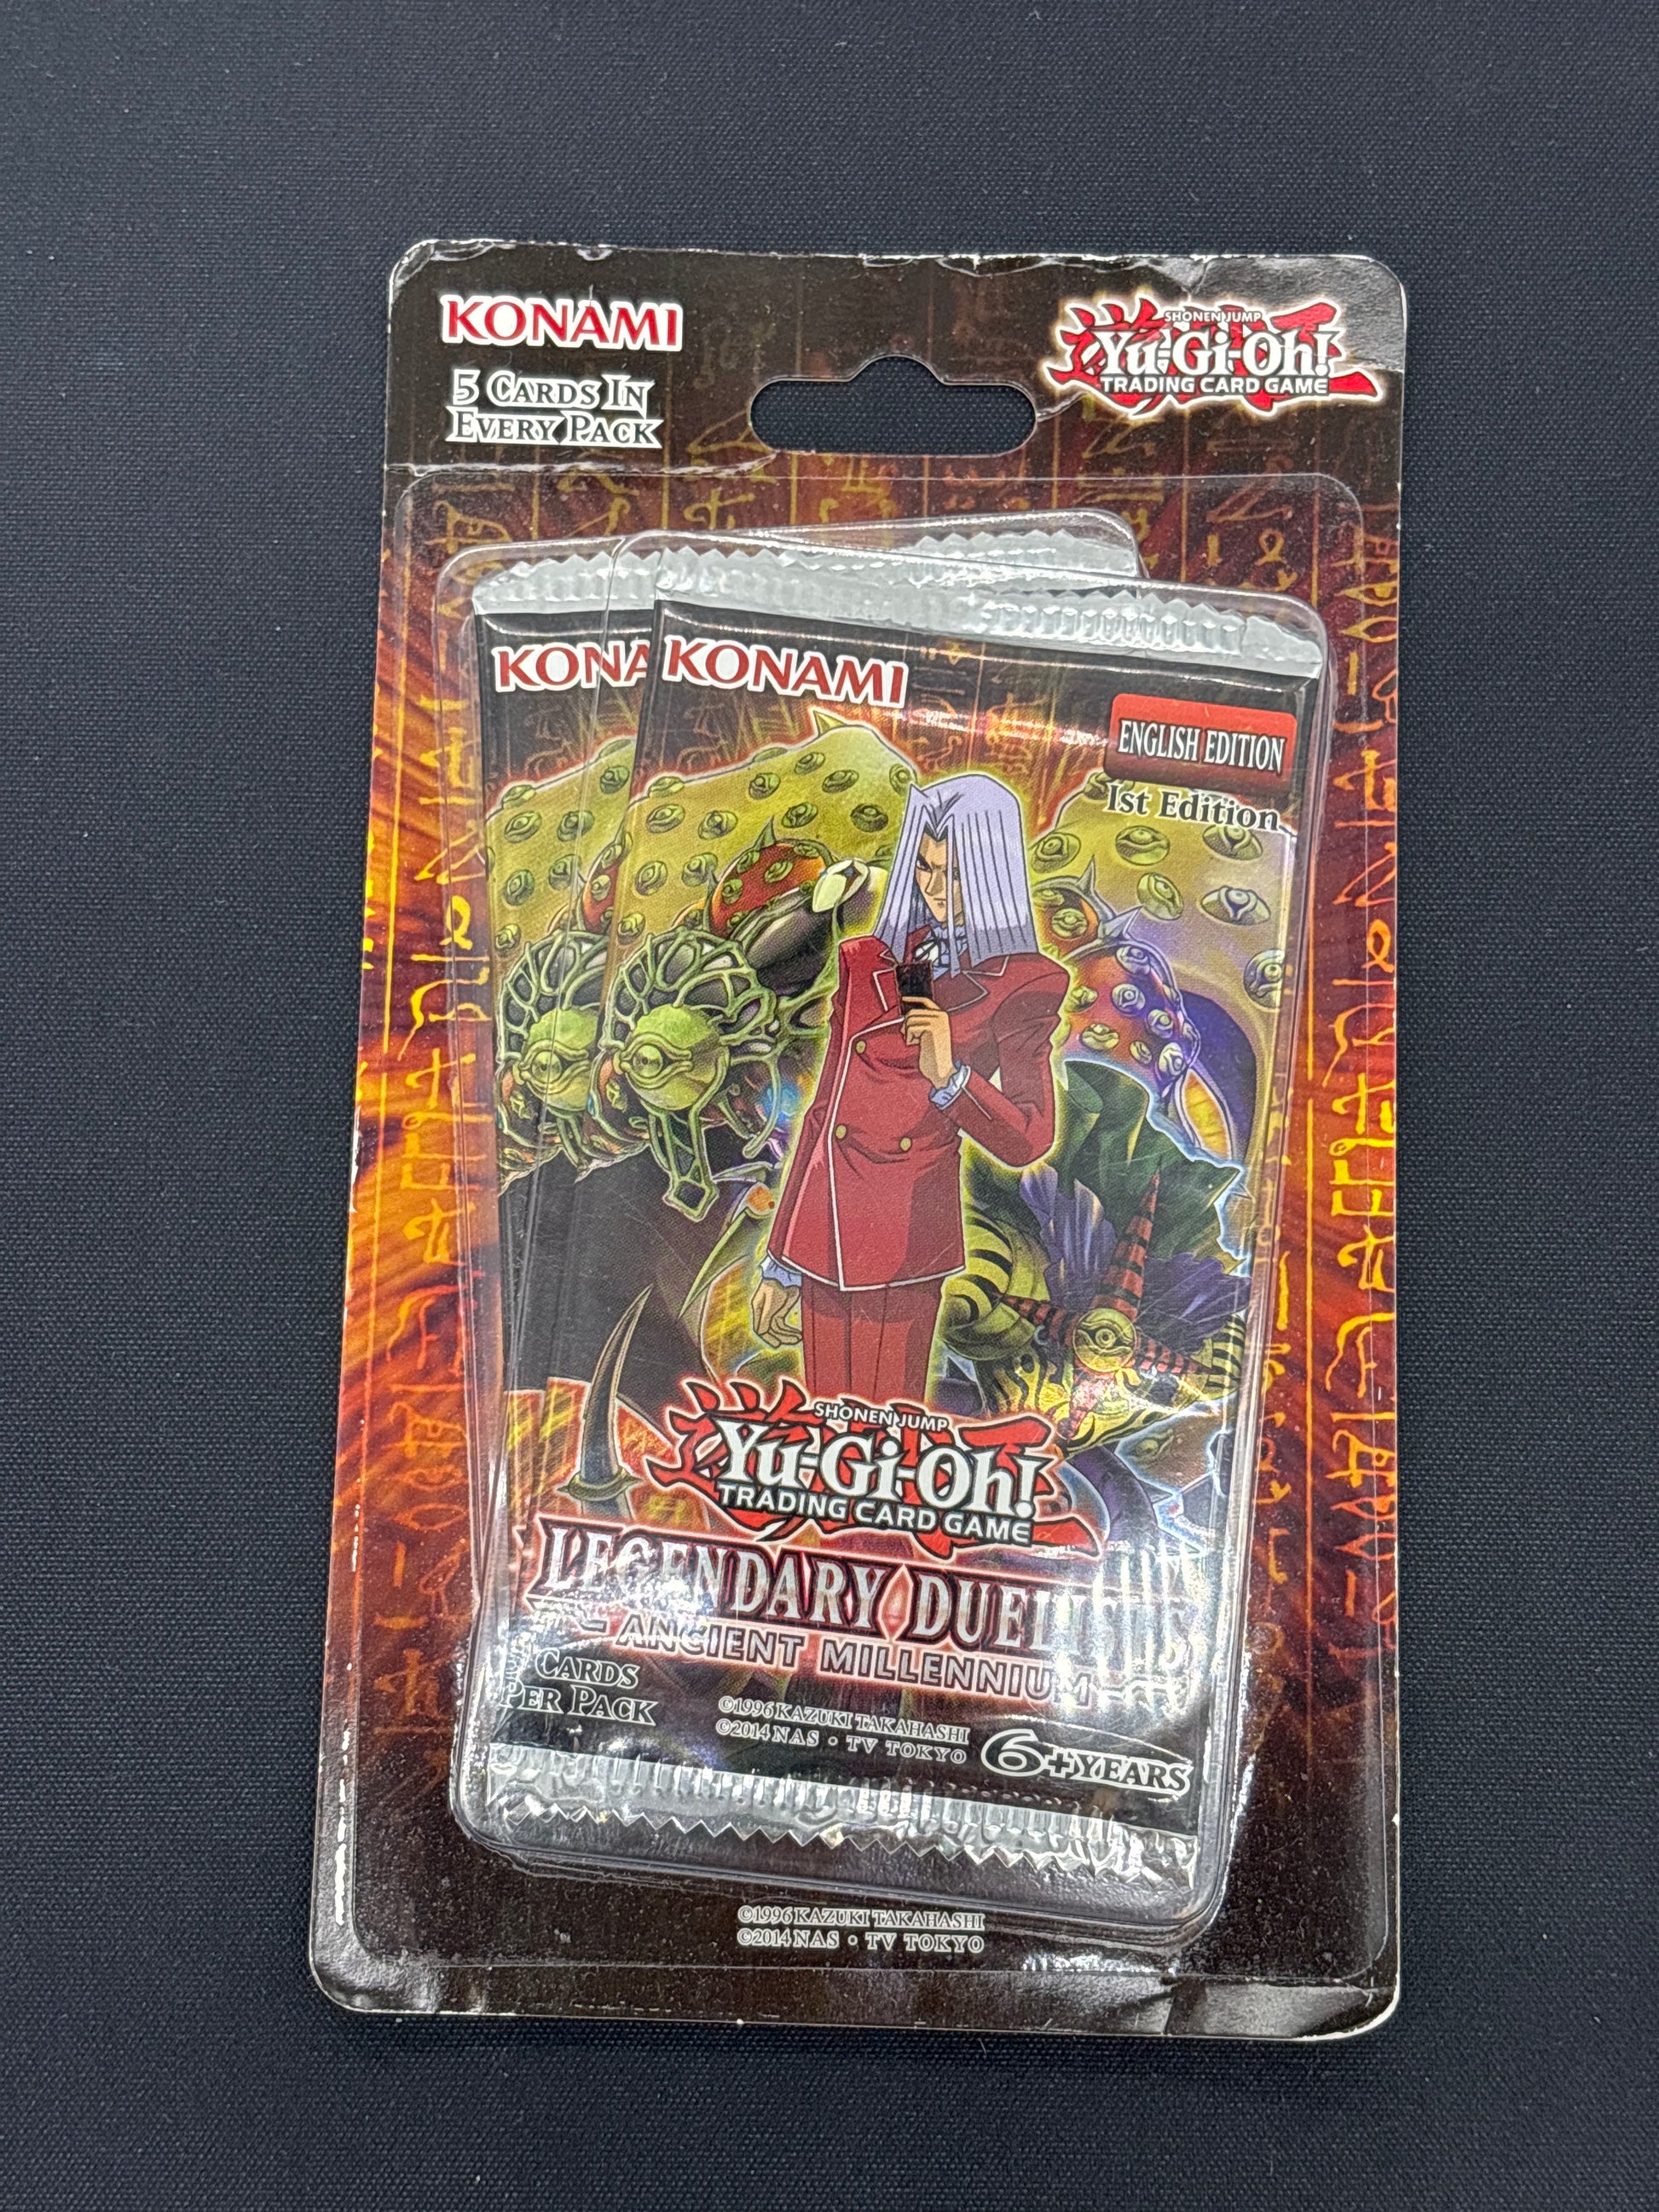 KONAMI
5 CARDS IN
EVERY PACK
SHONEN JUMP
Yu-Gi-Oh!
TRADING CARD GAME
KONA
KONAMI
ENGLISH EDITION
1st Edition
SHONEN JUMP
Yu-Gi-Oh!
TRADING CARD GAME
LEGENDARY DUELISTS
ANCIENT MILLENNIUM
CARDS
PER PACK
©1996 KAZUKI TAKAHASHI
©2014 NAS • TV TOKYO
6+YEARS
©1996 KAZUKI TAKAHASHI
©2014 NAS • TV TOKYO